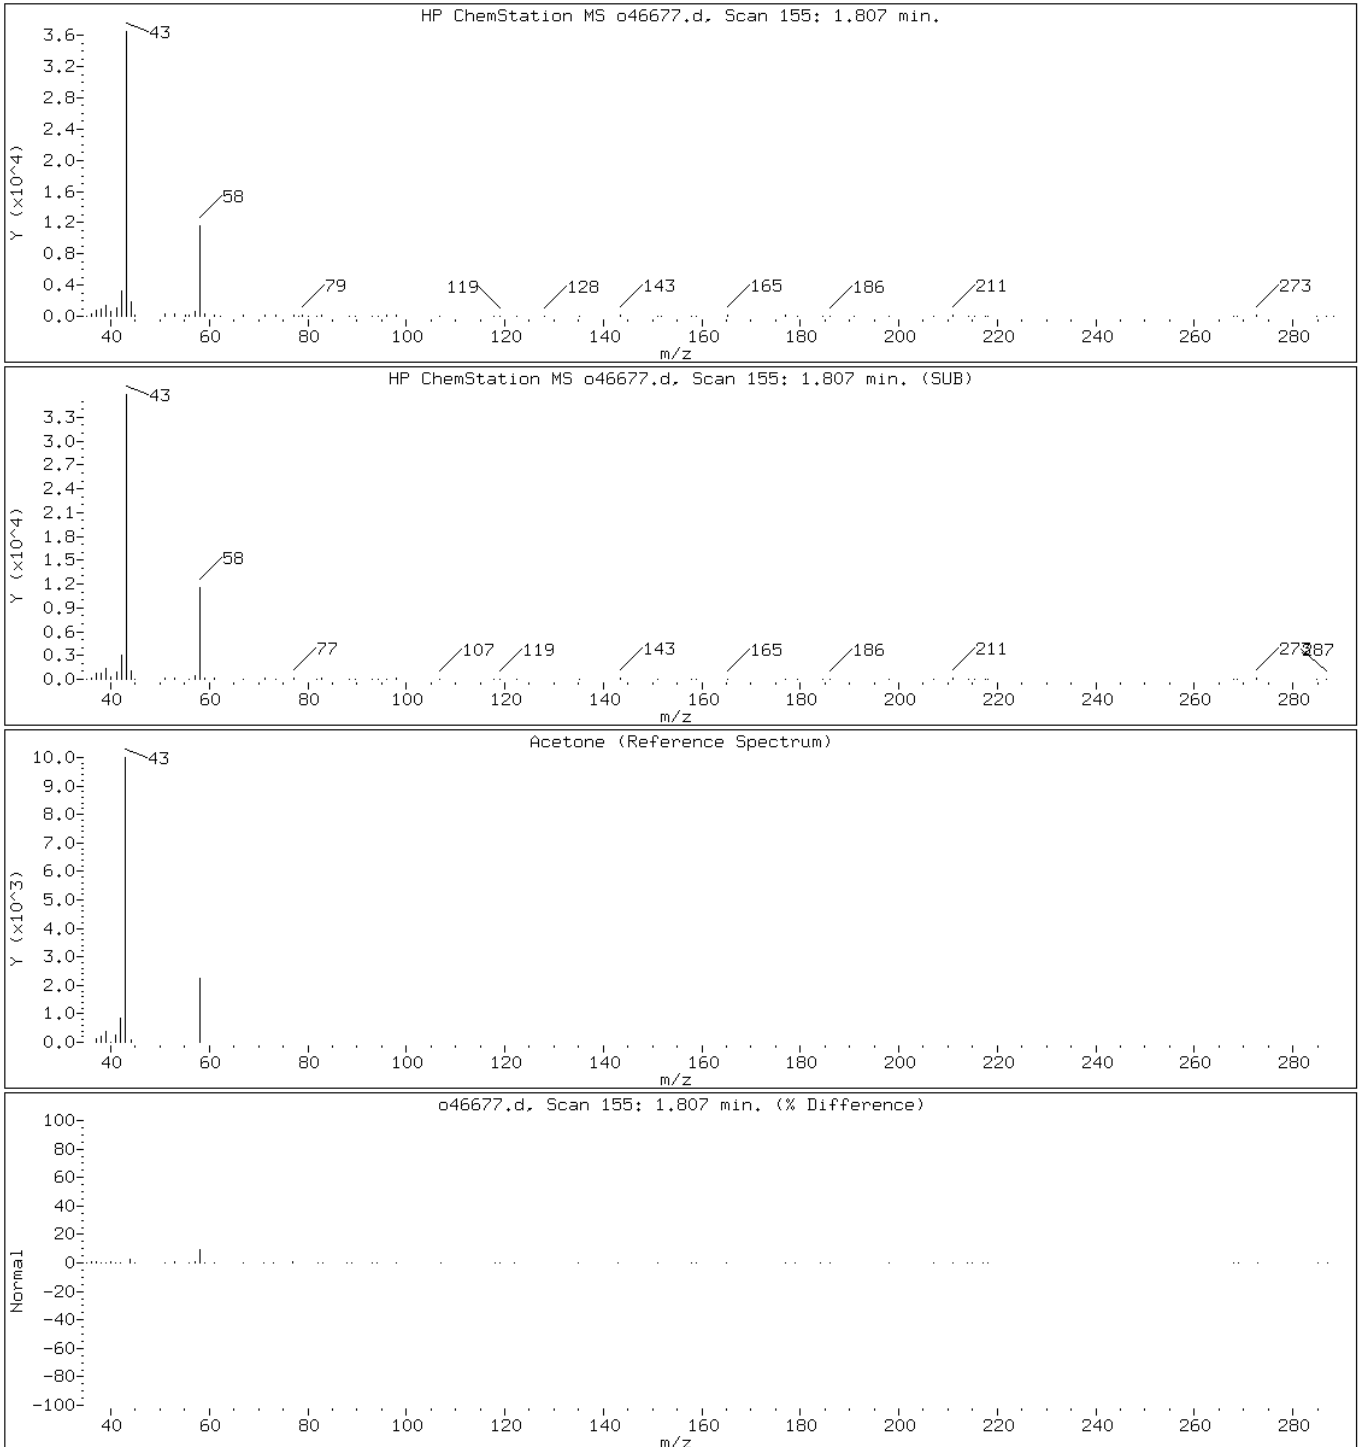 HP ChemStation MS o46677.d, Scan 155: 1.807 min.
Y (x10^4)
3.6
3.2
2.8
2.4
2.0
1.6
1.2
0.8
0.4
0.0
43
58
79 119 128 143 165 186 211 273
40 60 80 100 120 140 160 180 200 220 240 260 280
m/z
HP ChemStation MS o46677.d, Scan 155: 1.807 min. (SUB)
Y (x10^4)
3.3
3.0
2.7
2.4
2.1
1.8
1.5
1.2
0.9
0.6
0.3
0.0
43
58
77 107 119 143 165 186 211 273 287
40 60 80 100 120 140 160 180 200 220 240 260 280
m/z
Acetone (Reference Spectrum)
Y (x10^3)
10.0
9.0
8.0
7.0
6.0
5.0
4.0
3.0
2.0
1.0
0.0
43
40 60 80 100 120 140 160 180 200 220 240 260 280
m/z
o46677.d, Scan 155: 1.807 min. (% Difference)
Normal
100
80
60
40
20
0
-20
-40
-60
-80
-100
40 60 80 100 120 140 160 180 200 220 240 260 280
m/z